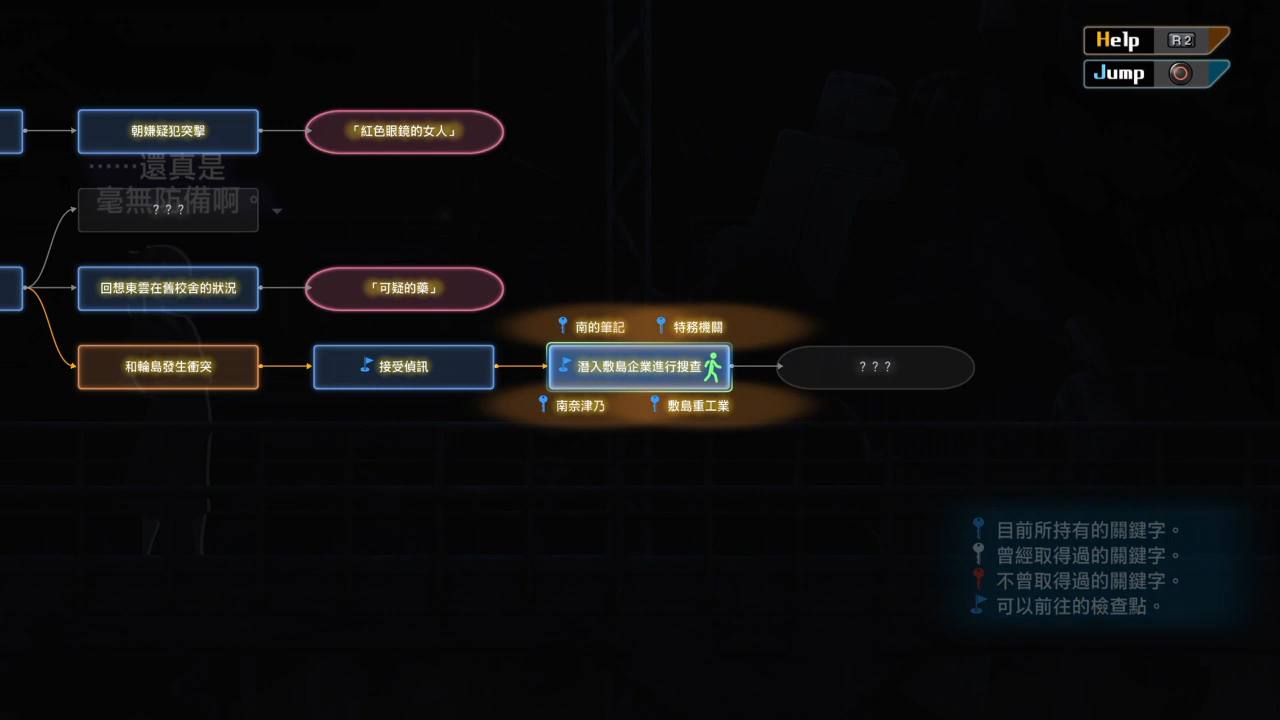 Help R2
Jump
朝嫌疑犯突擊
「紅色眼鏡的女人」
……還真是
毫無防備啊。
？？？
回想東雲在舊校舍的狀況
「可疑的藥」
南的筆記
特務機關
和輪島發生衝突
接受偵訊
潛入敷島企業進行搜查
？？？
南奈津乃
敷島重工業
目前所持有的關鍵字。
曾經取得過的關鍵字。
不曾取得過的關鍵字。
可以前往的檢查點。